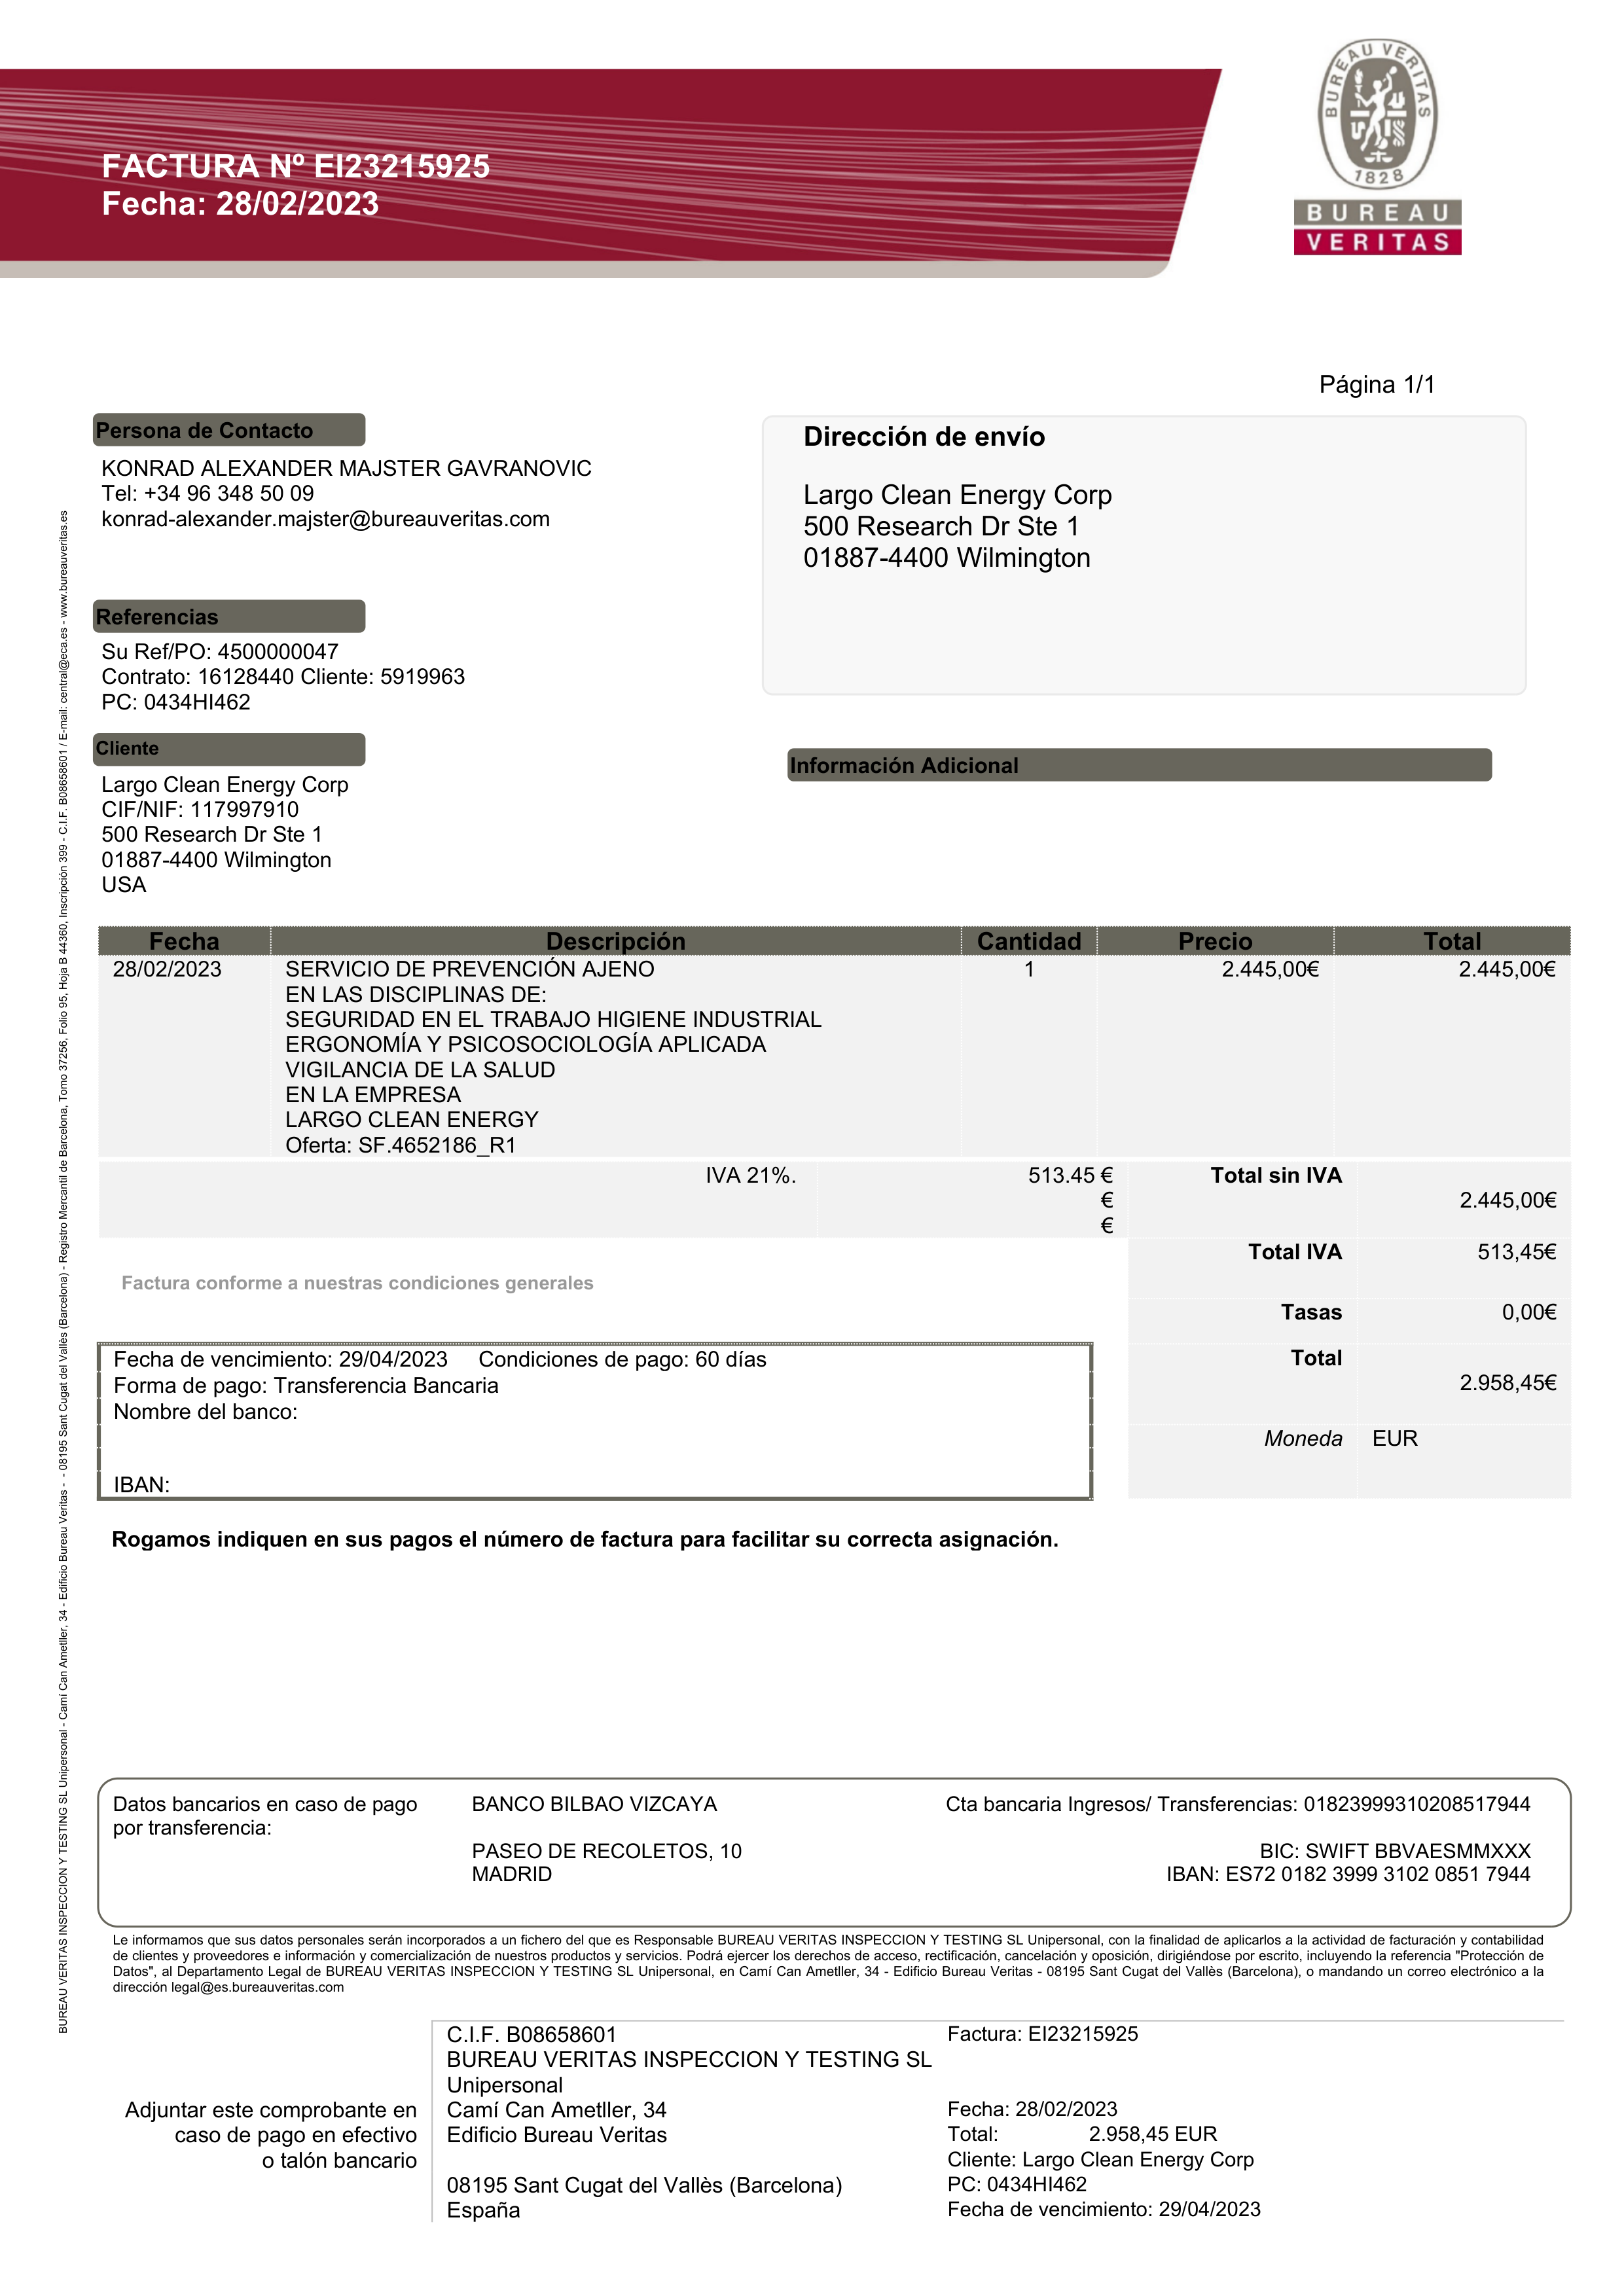 FACTURA Nº EI23215925
Fecha: 28/02/2023
BUREAU VERITAS
1828
BUREAU
VERITAS
Página 1/1
Persona de Contacto
KONRAD ALEXANDER MAJSTER GAVRANOVIC
Tel: +34 96 348 50 09
konrad-alexander.majster@bureauveritas.com
Dirección de envío
Largo Clean Energy Corp
500 Research Dr Ste 1
01887-4400 Wilmington
Referencias
Su Ref/PO: 4500000047
Contrato: 16128440 Cliente: 5919963
PC: 0434HI462
Cliente
Largo Clean Energy Corp
CIF/NIF: 117997910
500 Research Dr Ste 1
01887-4400 Wilmington
USA
Información Adicional
Fecha Descripción Cantidad Precio Total
28/02/2023 SERVICIO DE PREVENCIÓN AJENO 1 2.445,00€ 2.445,00€
EN LAS DISCIPLINAS DE:
SEGURIDAD EN EL TRABAJO HIGIENE INDUSTRIAL
ERGONOMÍA Y PSICOSOCIOLOGÍA APLICADA
VIGILANCIA DE LA SALUD
EN LA EMPRESA
LARGO CLEAN ENERGY
Oferta: SF.4652186_R1
IVA 21%. 513.45 € Total sin IVA
€ 2.445,00€
€
Total IVA 513,45€
Factura conforme a nuestras condiciones generales
Tasas 0,00€
Fecha de vencimiento: 29/04/2023 Condiciones de pago: 60 días
Forma de pago: Transferencia Bancaria
Nombre del banco:
IBAN:
Total
2.958,45€
Moneda EUR
Rogamos indiquen en sus pagos el número de factura para facilitar su correcta asignación.
Datos bancarios en caso de pago
por transferencia:
BANCO BILBAO VIZCAYA
PASEO DE RECOLETOS, 10
MADRID
Cta bancaria Ingresos/ Transferencias: 01823999310208517944
BIC: SWIFT BBVAESMMXXX
IBAN: ES72 0182 3999 3102 0851 7944
Le informamos que sus datos personales serán incorporados a un fichero del que es Responsable BUREAU VERITAS INSPECCION Y TESTING SL Unipersonal, con la finalidad de aplicarlos a la actividad de facturación y contabilidad
de clientes y proveedores e información y comercialización de nuestros productos y servicios. Podrá ejercer los derechos de acceso, rectificación, cancelación y oposición, dirigiéndose por escrito, incluyendo la referencia "Protección de
Datos", al Departamento Legal de BUREAU VERITAS INSPECCION Y TESTING SL Unipersonal, en Camí Can Ametller, 34 - Edificio Bureau Veritas - 08195 Sant Cugat del Vallès (Barcelona), o mandando un correo electrónico a la
dirección legal@es.bureauveritas.com
Adjuntar este comprobante en
caso de pago en efectivo
o talón bancario
C.I.F. B08658601
BUREAU VERITAS INSPECCION Y TESTING SL
Unipersonal
Camí Can Ametller, 34
Edificio Bureau Veritas
08195 Sant Cugat del Vallès (Barcelona)
España
Factura: EI23215925
Fecha: 28/02/2023
Total: 2.958,45 EUR
Cliente: Largo Clean Energy Corp
PC: 0434HI462
Fecha de vencimiento: 29/04/2023
BUREAU VERITAS INSPECCION Y TESTING SL Unipersonal - Camí Can Ametller, 34 - Edificio Bureau Veritas - - 08195 Sant Cugat del Vallès (Barcelona) - Registro Mercantil de Barcelona, Tomo 37256, Folio 95, Hoja B 44360, Inscripción 399 - C.I.F. B08658601 / E-mail: central@eca.es - www.bureauveritas.es